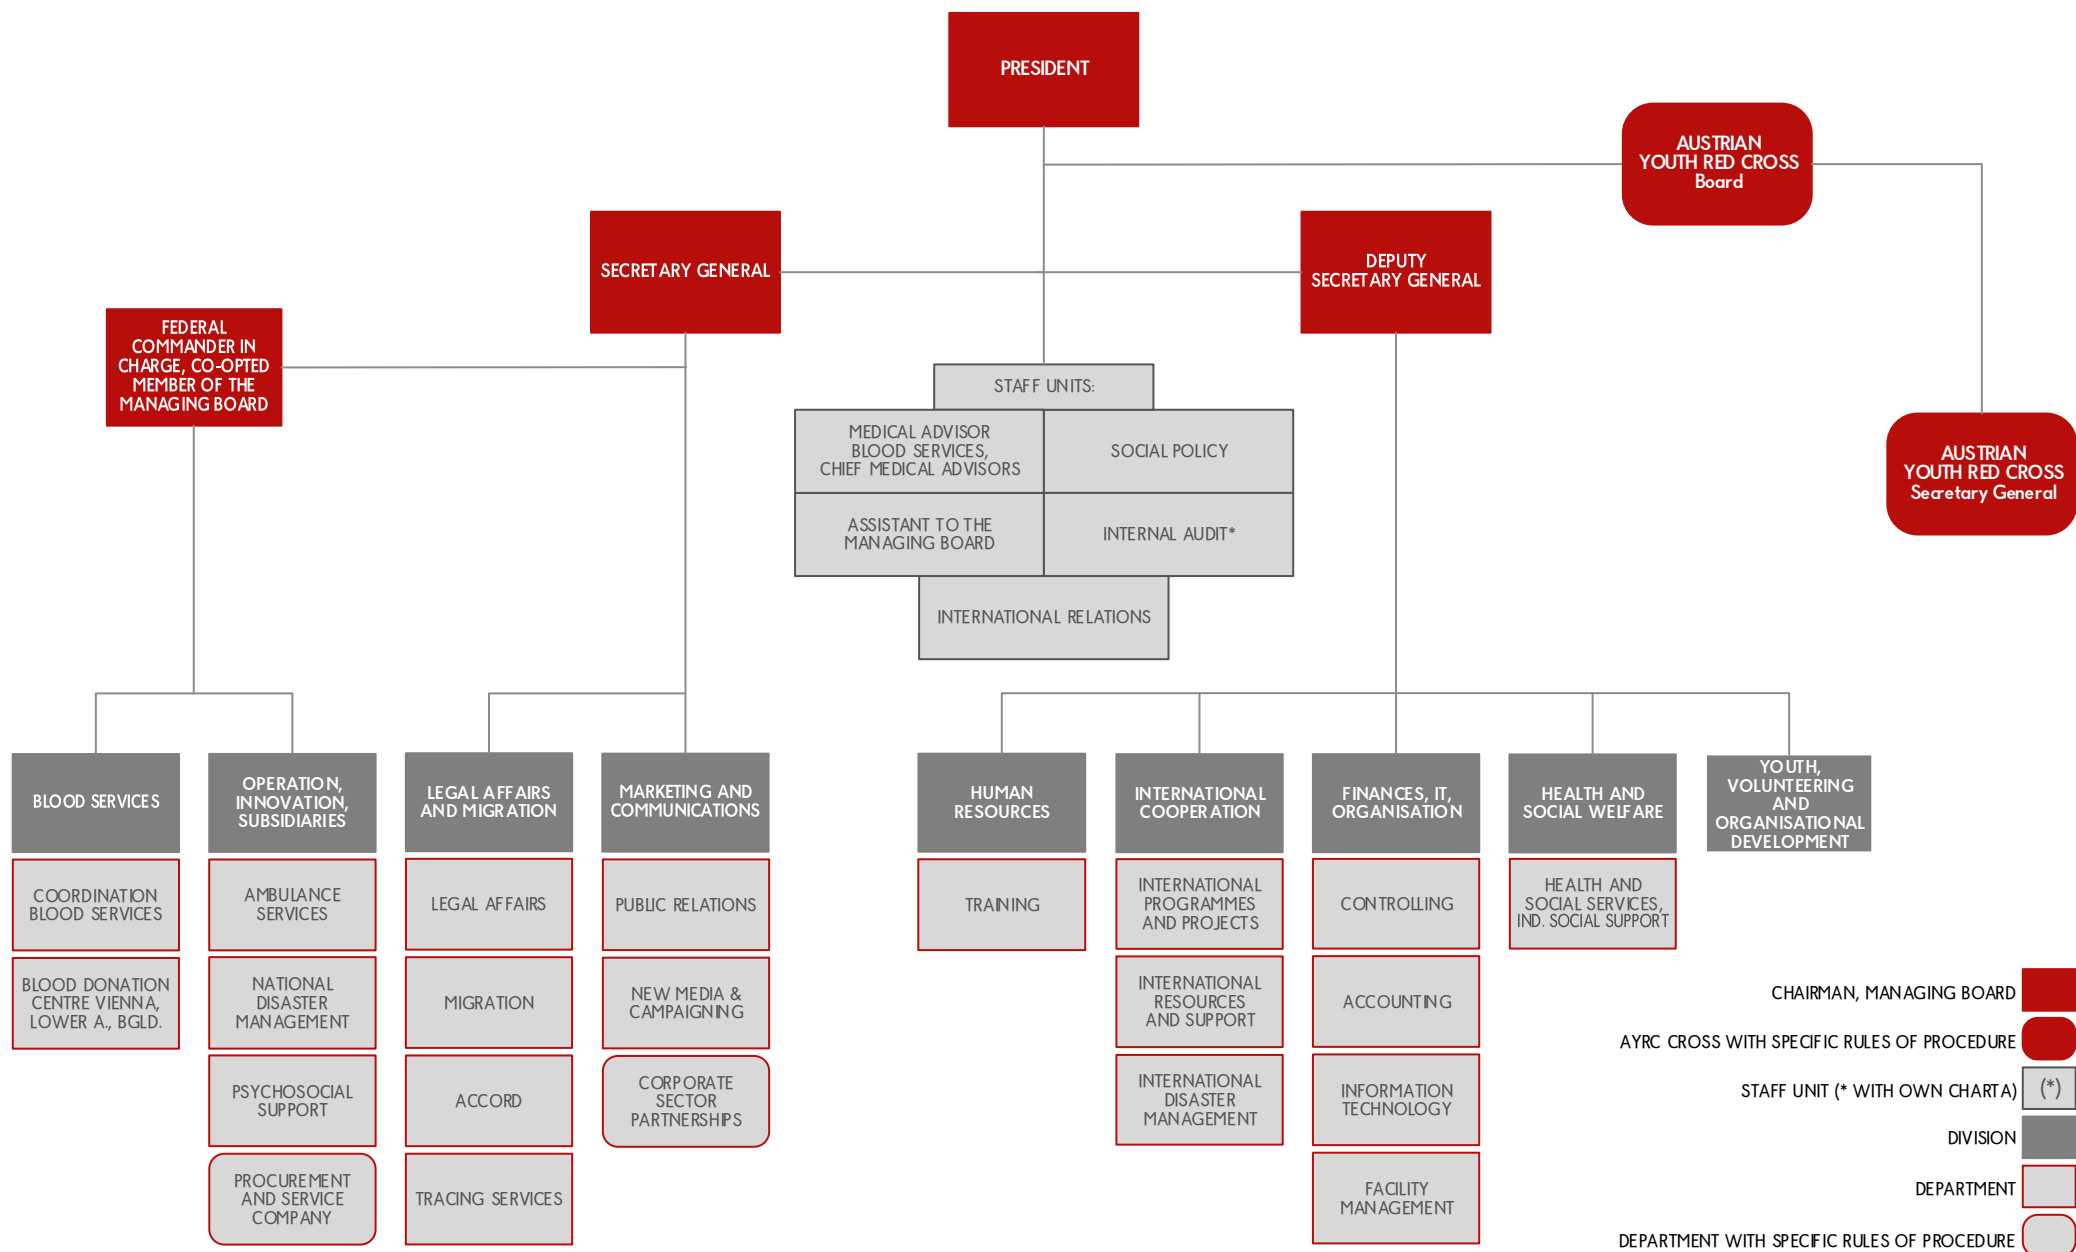 PRESIDENT
AUSTRIAN
YOUTH RED CROSS
Board
SECRETARY GENERAL
DEPUTY
SECRETARY GENERAL
FEDERAL
COMMANDER IN
CHARGE, CO-OPTED
MEMBER OF THE
MANAGING BOARD
STAFF UNITS:
MEDICAL ADVISOR
BLOOD SERVICES,
CHIEF MEDICAL ADVISORS
SOCIAL POLICY
ASSISTANT TO THE
MANAGING BOARD
INTERNAL AUDIT*
INTERNATIONAL RELATIONS
AUSTRIAN
YOUTH RED CROSS
Secretary General
BLOOD SERVICES
COORDINATION
BLOOD SERVICES
BLOOD DONATION
CENTRE VIENNA,
LOWER A., BGLD.
OPERATION,
INNOVATION,
SUBSIDIARIES
AMBULANCE
SERVICES
NATIONAL
DISASTER
MANAGEMENT
PSYCHOSOCIAL
SUPPORT
PROCUREMENT
AND SERVICE
COMPANY
LEGAL AFFAIRS
AND MIGRATION
LEGAL AFFAIRS
MIGRATION
ACCORD
TRACING SERVICES
MARKETING AND
COMMUNICATIONS
PUBLIC RELATIONS
NEW MEDIA &
CAMPAIGNING
CORPORATE
SECTOR
PARTNERSHIPS
HUMAN
RESOURCES
TRAINING
INTERNATIONAL
COOPERATION
INTERNATIONAL
PROGRAMMES
AND PROJECTS
INTERNATIONAL
RESOURCES
AND SUPPORT
INTERNATIONAL
DISASTER
MANAGEMENT
FINANCES, IT,
ORGANISATION
CONTROLLING
ACCOUNTING
INFORMATION
TECHNOLOGY
FACILITY
MANAGEMENT
HEALTH AND
SOCIAL WELFARE
HEALTH AND
SOCIAL SERVICES,
IND. SOCIAL SUPPORT
YOUTH,
VOLUNTEERING
AND
ORGANISATIONAL
DEVELOPMENT
CHAIRMAN, MANAGING BOARD
AYRC CROSS WITH SPECIFIC RULES OF PROCEDURE
STAFF UNIT (* WITH OWN CHARTA) (*)
DIVISION
DEPARTMENT
DEPARTMENT WITH SPECIFIC RULES OF PROCEDURE